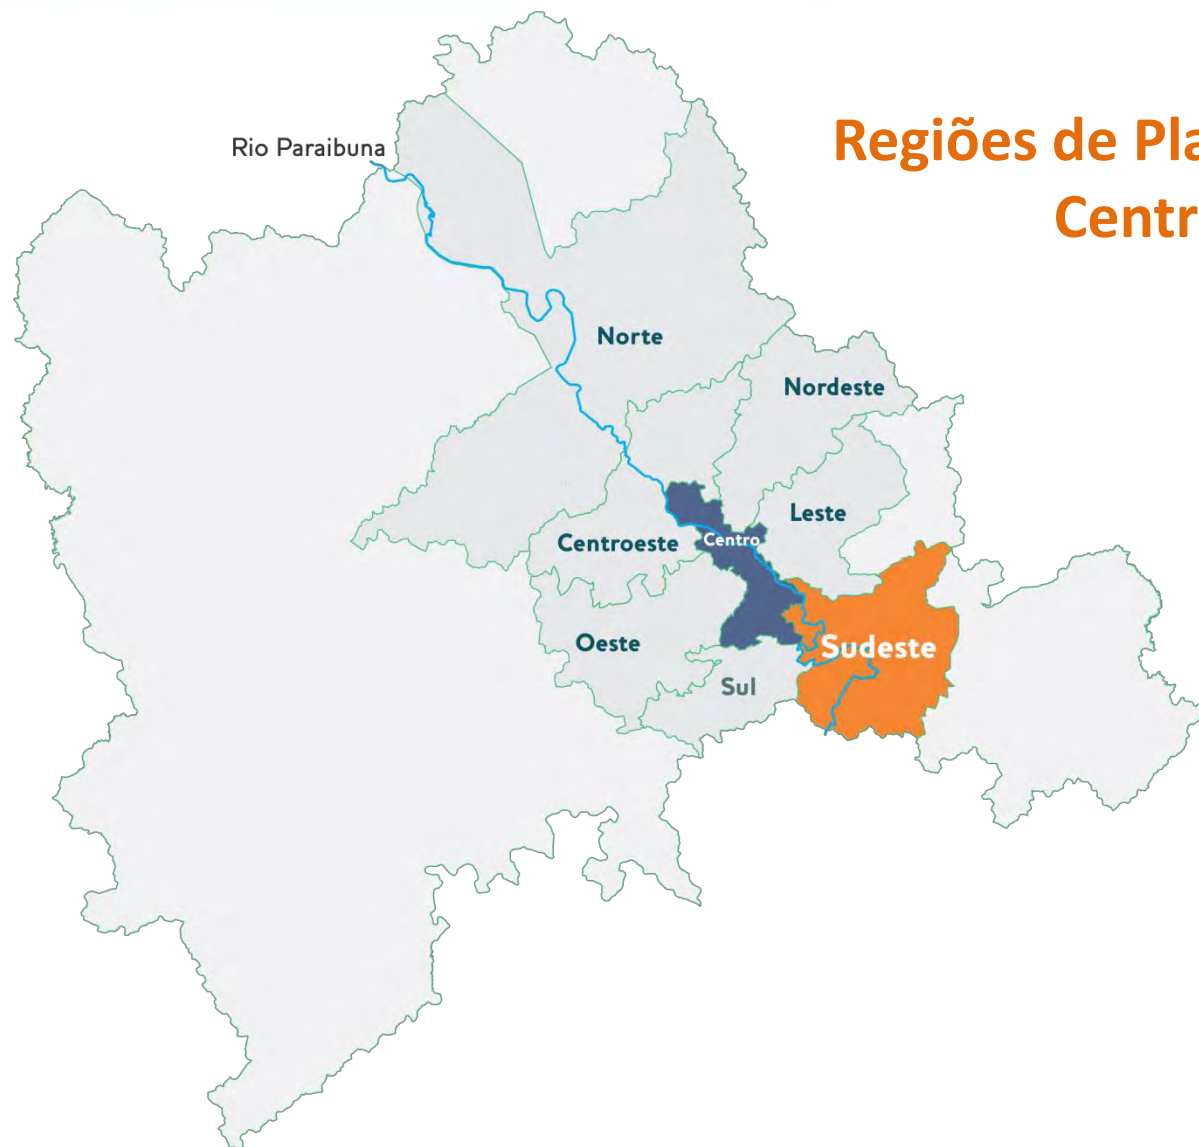 Regiões de Pla
Centr
Rio Paraibuna
Norte
Nordeste
Leste
Centro
Centroeste
Oeste
Sudeste
Sul